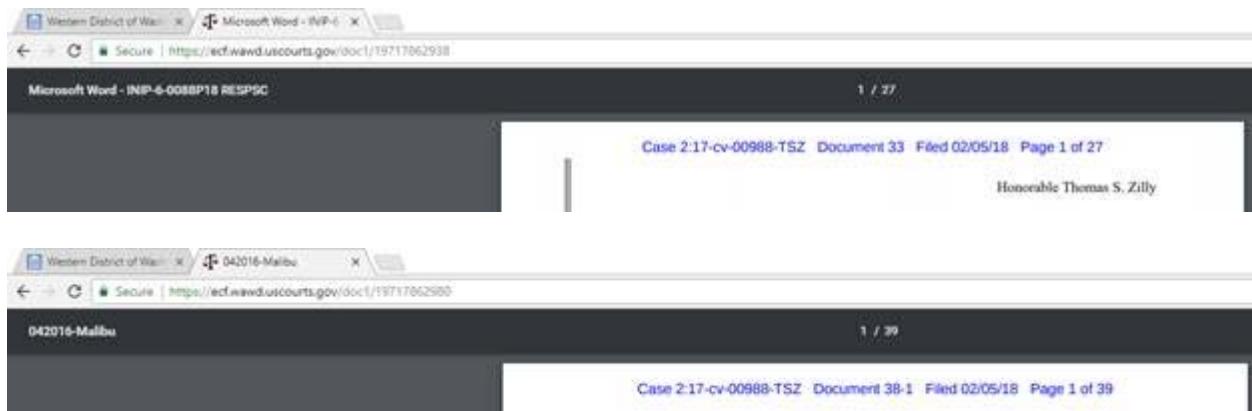 Western District of Was
Microsoft Word - INIP-6
Secure | https://ecf.wawd.uscourts.gov/doc1/19717862938
Microsoft Word - INIP-6-0088P18 RESPSC
1 / 27
Case 2:17-cv-00988-TSZ Document 33 Filed 02/05/18 Page 1 of 27
Honorable Thomas S. Zilly
Western District of Was
042016-Malibu
Secure | https://ecf.wawd.uscourts.gov/doc1/19717862980
042016-Malibu
1 / 39
Case 2:17-cv-00988-TSZ Document 38-1 Filed 02/05/18 Page 1 of 39